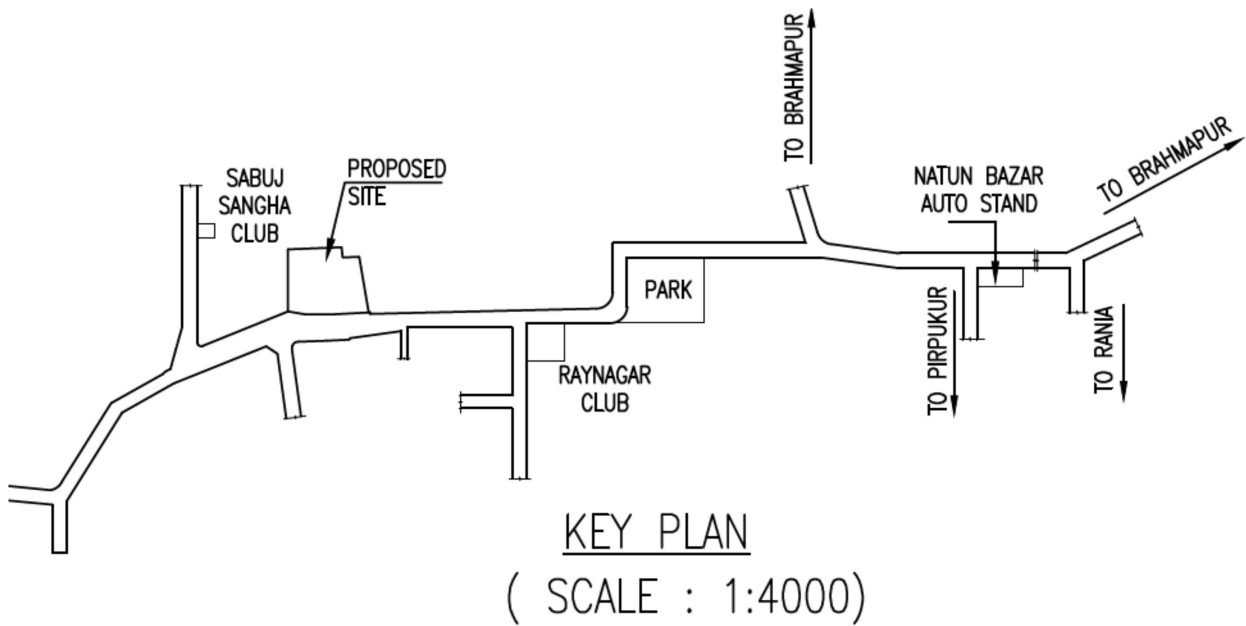 TO BRAHMAPUR
TO BRAHMAPUR
SABUJ
SANGHA
CLUB
PROPOSED
SITE
NATUN BAZAR
AUTO STAND
PARK
TO PIRPUKUR
TO RANIA
RAYNAGAR
CLUB
KEY PLAN
( SCALE : 1:4000)